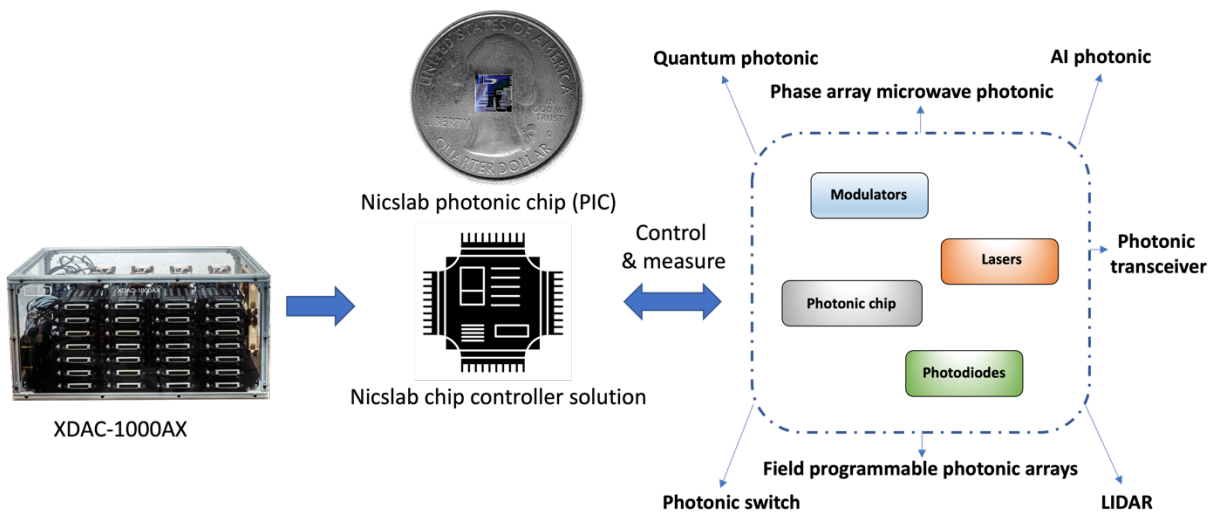 UNITED STATES OF AMERICA
LIBERTY
IN
GOD WE
TRUST
D
QUARTER DOLLAR
Nicslab photonic chip (PIC)
XDAC-1000AX
XDAC-1000AX
Nicslab chip controller solution
Control
& measure
Quantum photonic
AI photonic
Phase array microwave photonic
Modulators
Lasers
Photonic chip
Photodiodes
Photonic
transceiver
Field programmable photonic arrays
Photonic switch
LIDAR